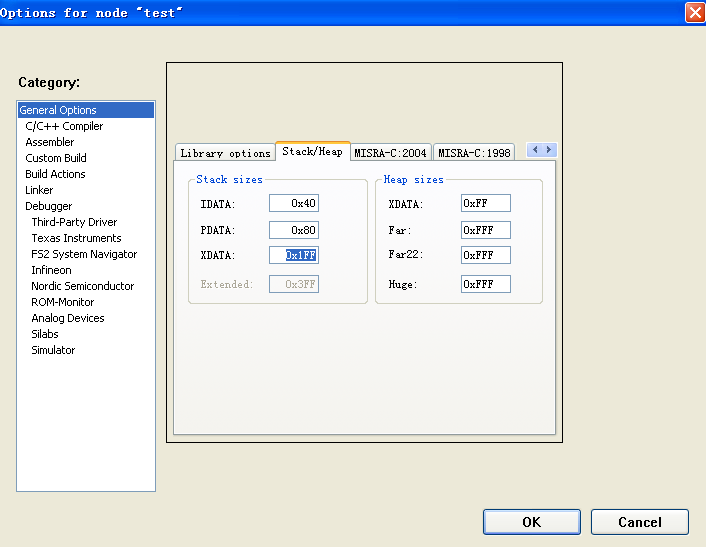 Options for node "test"
Category:
General Options
C/C++ Compiler
Assembler
Custom Build
Build Actions
Linker
Debugger
Third-Party Driver
Texas Instruments
FS2 System Navigator
Infineon
Nordic Semiconductor
ROM-Monitor
Analog Devices
Silabs
Simulator
Library options Stack/Heap MISRA-C:2004 MISRA-C:1998
Stack sizes
IDATA: 0x40
PDATA: 0x80
XDATA: 0x1FF
Extended: 0x3FF
Heap sizes
XDATA: 0xFF
Far: 0xFFF
Far22: 0xFFF
Huge: 0xFFF
OK Cancel